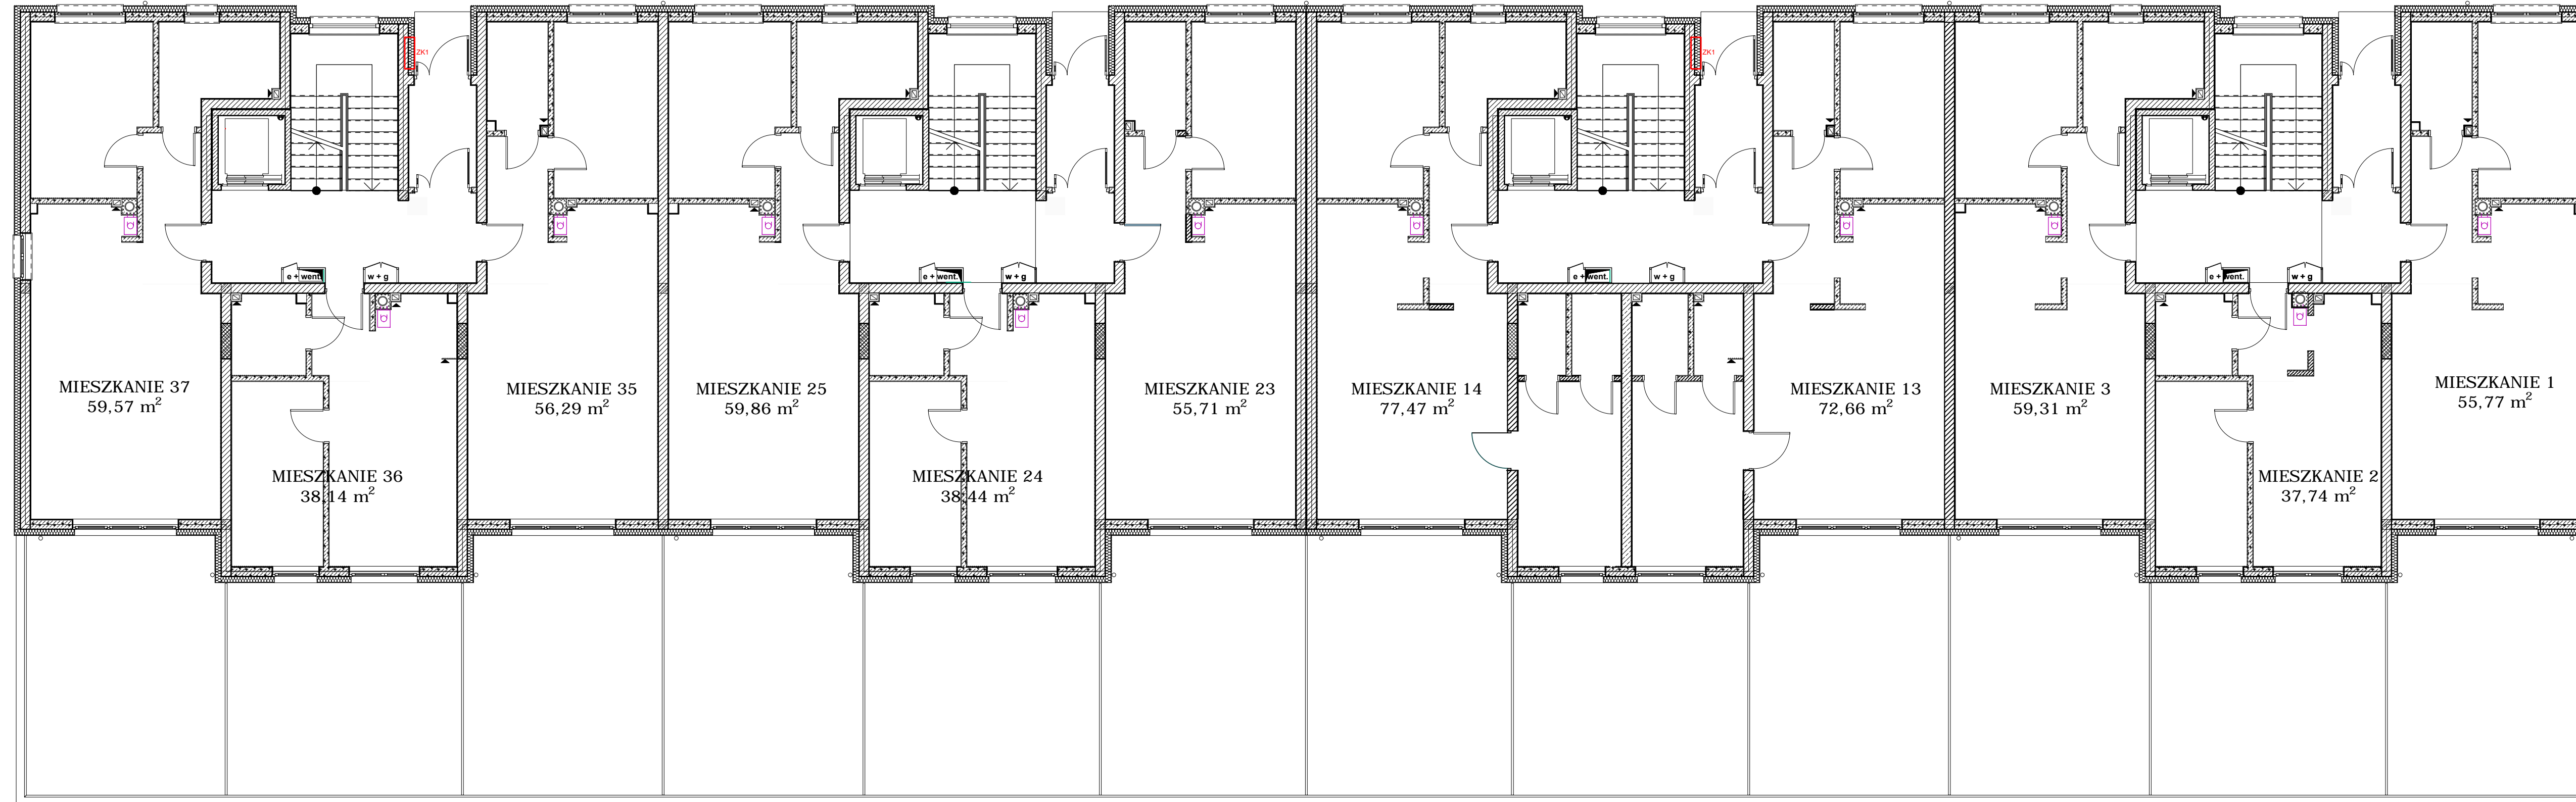 ZK1
ZK1
e + went.
w + g
e + went.
w + g
e + went.
w + g
e + went.
w + g
MIESZKANIE 37
59,57 m²
MIESZKANIE 36
38,14 m²
MIESZKANIE 35
56,29 m²
MIESZKANIE 25
59,86 m²
MIESZKANIE 24
38,44 m²
MIESZKANIE 23
55,71 m²
MIESZKANIE 14
77,47 m²
MIESZKANIE 13
72,66 m²
MIESZKANIE 3
59,31 m²
MIESZKANIE 2
37,74 m²
MIESZKANIE 1
55,77 m²